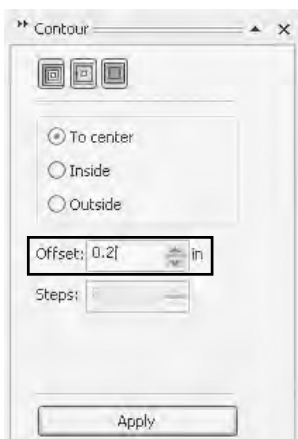 Contour
To center
Inside
Outside
Offset: 0.2 in
Steps:
Apply